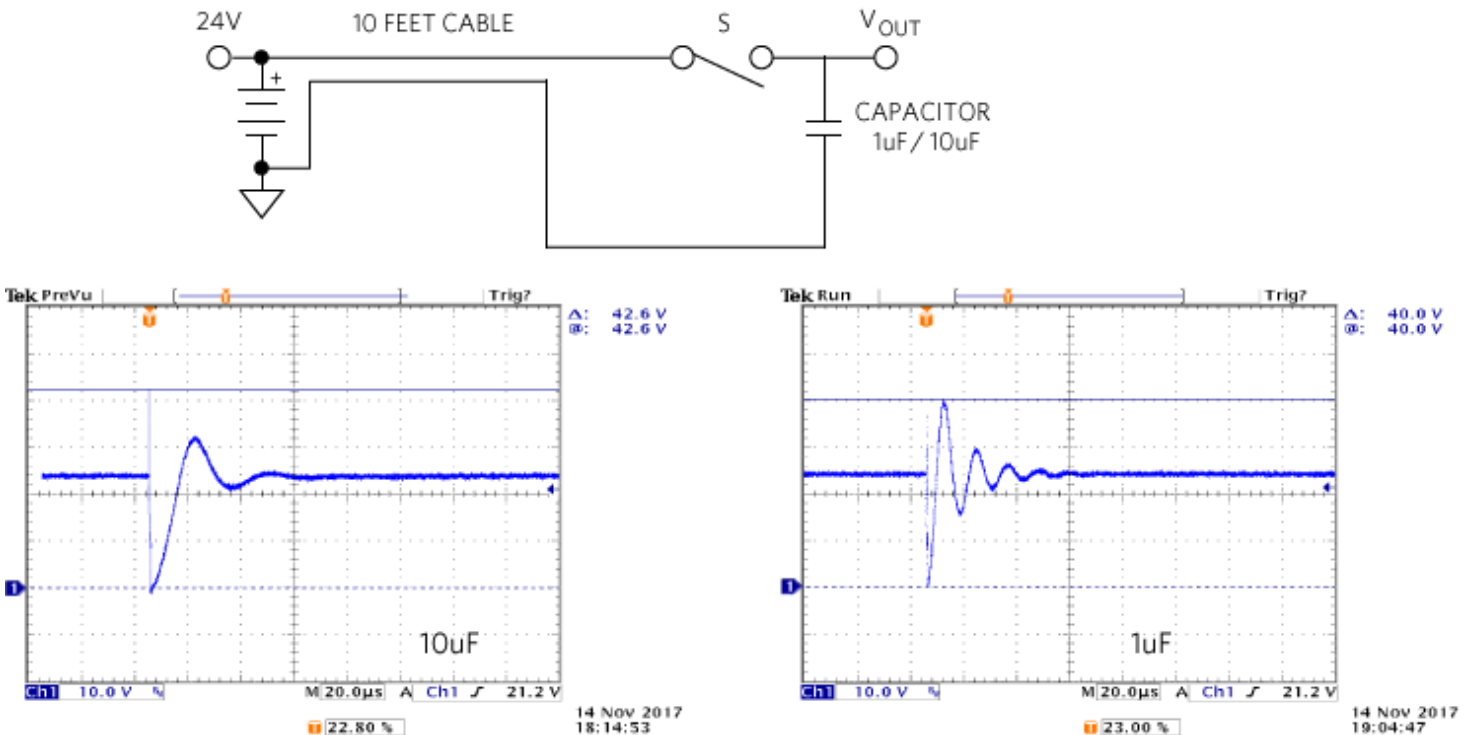 24V
10 FEET CABLE
S
VOUT
+
CAPACITOR
1uF / 10uF
Tek PreVu
T
Trig?
T
Δ: 42.6 V
@: 42.6 V
1
10uF
Ch1 10.0 V
M 20.0µs A Ch1 21.2 V
T 22.80 %
14 Nov 2017
18:14:53
Tek Run
T
Trig?
T
Δ: 40.0 V
@: 40.0 V
1
1uF
Ch1 10.0 V
M 20.0µs A Ch1 21.2 V
T 23.00 %
14 Nov 2017
19:04:47